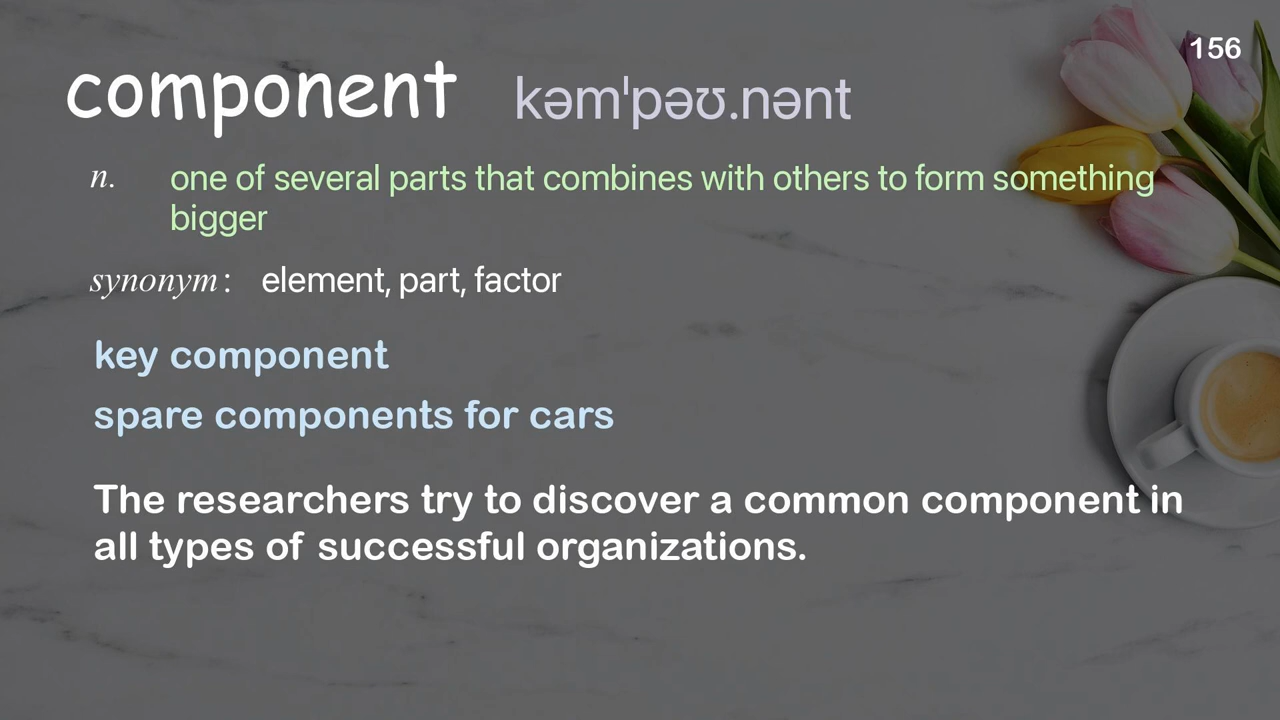 156
component kəmˈpəʊ.nənt
n. one of several parts that combines with others to form something
bigger
synonym: element, part, factor
key component
spare components for cars
The researchers try to discover a common component in
all types of successful organizations.